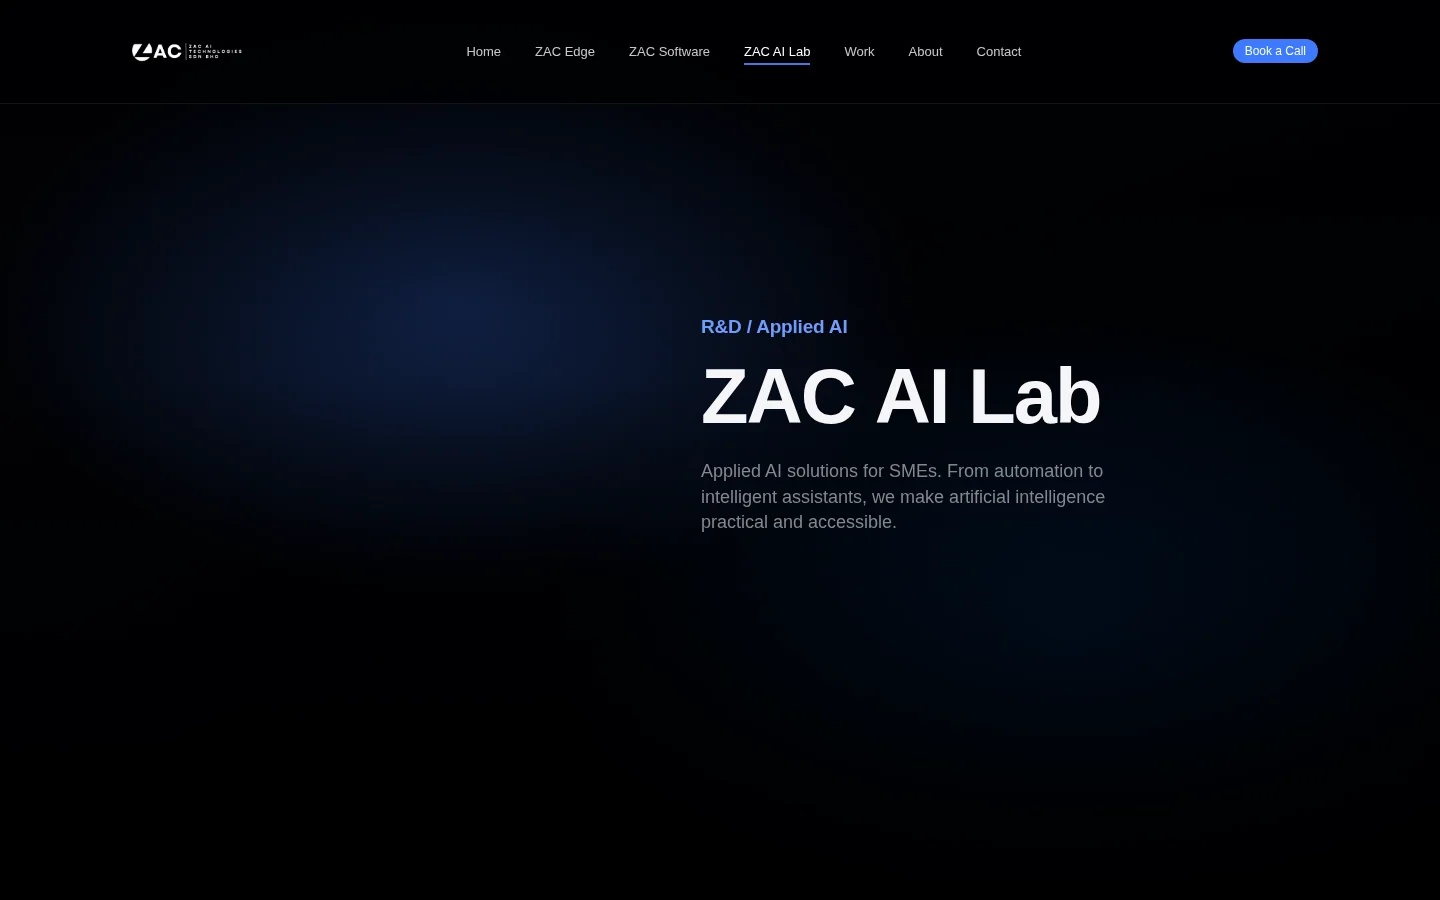 ZAC
ZAC AI
TECHNOLOGIES
SDN BHD
Home
ZAC Edge
ZAC Software
ZAC AI Lab
Work
About
Contact
Book a Call
R&D / Applied AI
ZAC AI Lab
Applied AI solutions for SMEs. From automation to
intelligent assistants, we make artificial intelligence
practical and accessible.